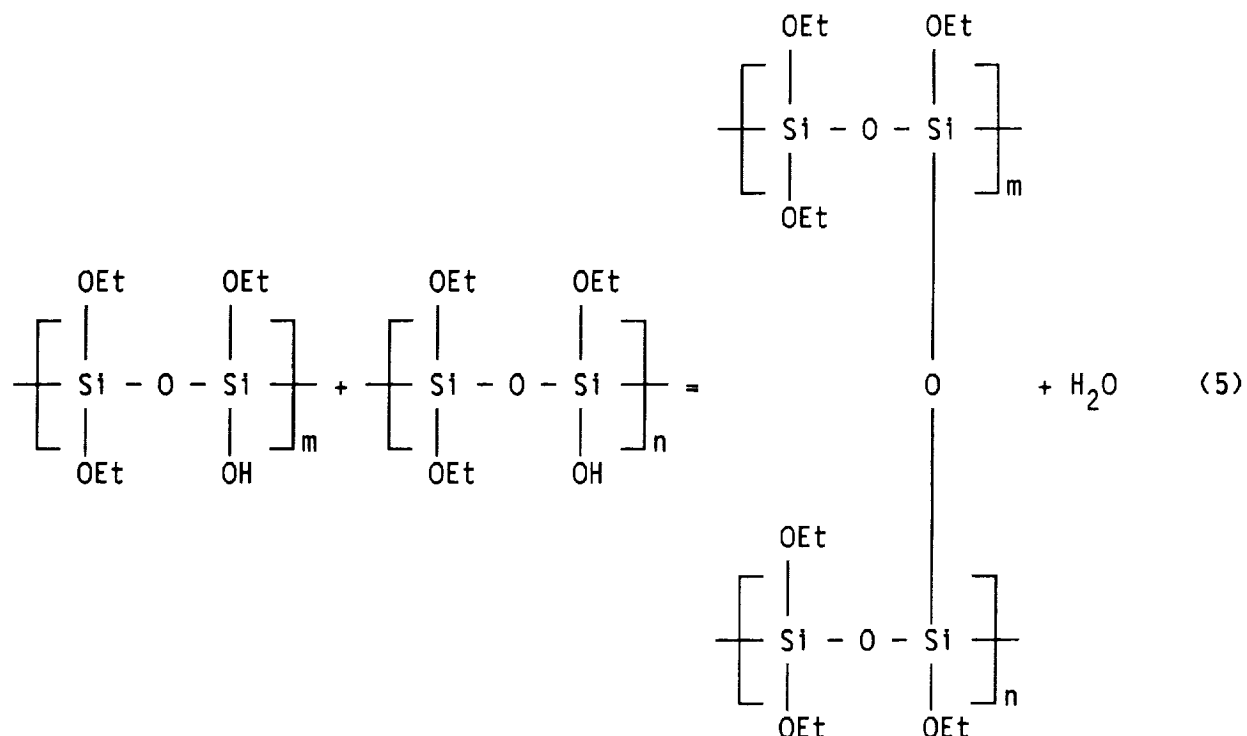 OEt OEt
Si - O - Si
m
OEt
OEt OEt OEt OEt
Si - O - Si + Si - O - Si = O + H2O (5)
m n
OEt OH OEt OH
OEt
Si - O - Si
n
OEt OEt